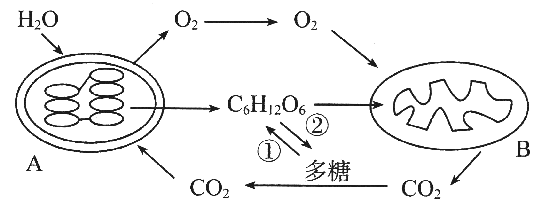 H₂O
O₂
O₂
C₆H₁₂O₆
②
①
A
B
多糖
CO₂
CO₂